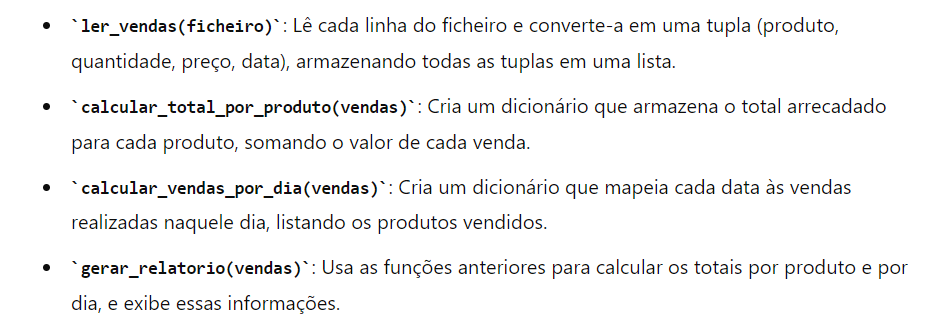 • `ler_vendas(ficheiro)`: Lê cada linha do ficheiro e converte-a em uma tupla (produto,
quantidade, preço, data), armazenando todas as tuplas em uma lista.
• `calcular_total_por_produto(vendas)`: Cria um dicionário que armazena o total arrecadado
para cada produto, somando o valor de cada venda.
• `calcular_vendas_por_dia(vendas)`: Cria um dicionário que mapeia cada data às vendas
realizadas naquele dia, listando os produtos vendidos.
• `gerar_relatorio(vendas)`: Usa as funções anteriores para calcular os totais por produto e por
dia, e exibe essas informações.